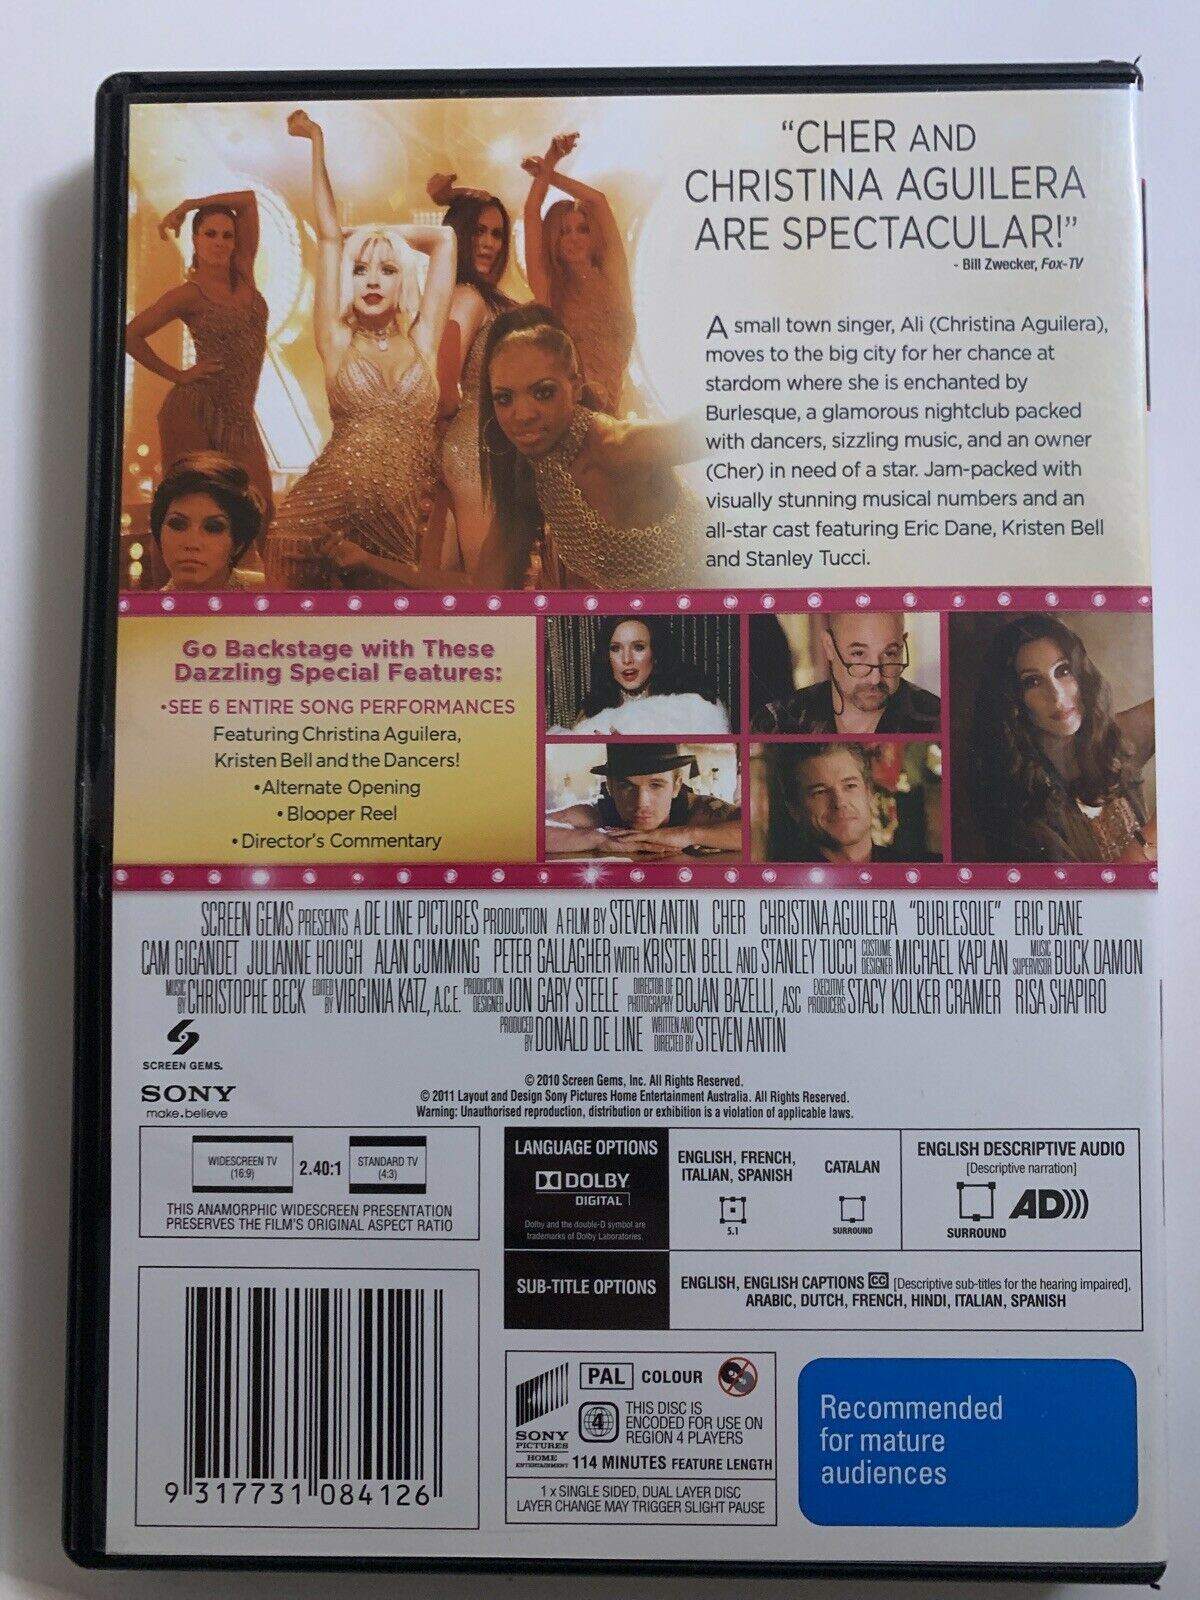 “CHER AND
CHRISTINA AGUILERA
ARE SPECTACULAR!”
- Bill Zwecker, Fox-TV
A small town singer, Ali (Christina Aguilera),
moves to the big city for her chance at
stardom where she is enchanted by
Burlesque, a glamorous nightclub packed
with dancers, sizzling music, and an owner
(Cher) in need of a star. Jam-packed with
visually stunning musical numbers and an
all-star cast featuring Eric Dane, Kristen Bell
and Stanley Tucci.
Go Backstage with These
Dazzling Special Features:
•SEE 6 ENTIRE SONG PERFORMANCES
Featuring Christina Aguilera,
Kristen Bell and the Dancers!
•Alternate Opening
•Blooper Reel
•Director's Commentary
SCREEN GEMS PRESENTS A DE LINE PICTURES PRODUCTION A FILM BY STEVEN ANTIN CHER CHRISTINA AGUILERA "BURLESQUE" ERIC DANE
CAM GIGANDET JULIANNE HOUGH ALAN CUMMING PETER GALLAGHER WITH KRISTEN BELL AND STANLEY TUCCI COSTUME DESIGNER MICHAEL KAPLAN MUSIC SUPERVISOR BUCK DAMON
MUSIC BY CHRISTOPHE BECK EDITED BY VIRGINIA KATZ, A.C.E. PRODUCTION DESIGNER JON GARY STEELE DIRECTOR OF PHOTOGRAPHY BOJAN BAZELLI, ASC EXECUTIVE PRODUCERS STACY KOLKER CRAMER RISA SHAPIRO
PRODUCED BY DONALD DE LINE WRITTEN AND DIRECTED BY STEVEN ANTIN
SCREEN GEMS.
SONY
make.believe
© 2010 Screen Gems, Inc. All Rights Reserved.
© 2011 Layout and Design Sony Pictures Home Entertainment Australia. All Rights Reserved.
Warning: Unauthorised reproduction, distribution or exhibition is a violation of applicable laws.
WIDESCREEN TV
(16:9)
2.40:1
STANDARD TV
(4:3)
THIS ANAMORPHIC WIDESCREEN PRESENTATION
PRESERVES THE FILM'S ORIGINAL ASPECT RATIO
LANGUAGE OPTIONS
DOLBY
DIGITAL
Dolby and the double-D symbol are
trademarks of Dolby Laboratories.
ENGLISH, FRENCH,
ITALIAN, SPANISH
5.1
CATALAN
SURROUND
ENGLISH DESCRIPTIVE AUDIO
[Descriptive narration]
SURROUND
AD)))
SUB-TITLE OPTIONS
ENGLISH, ENGLISH CAPTIONS CC [Descriptive sub-titles for the hearing impaired],
ARABIC, DUTCH, FRENCH, HINDI, ITALIAN, SPANISH
9 317731 084126
SONY
PICTURES
HOME
ENTERTAINMENT
PAL COLOUR
4
THIS DISC IS
ENCODED FOR USE ON
REGION 4 PLAYERS
114 MINUTES FEATURE LENGTH
1 x SINGLE SIDED, DUAL LAYER DISC
LAYER CHANGE MAY TRIGGER SLIGHT PAUSE
Recommended
for mature
audiences